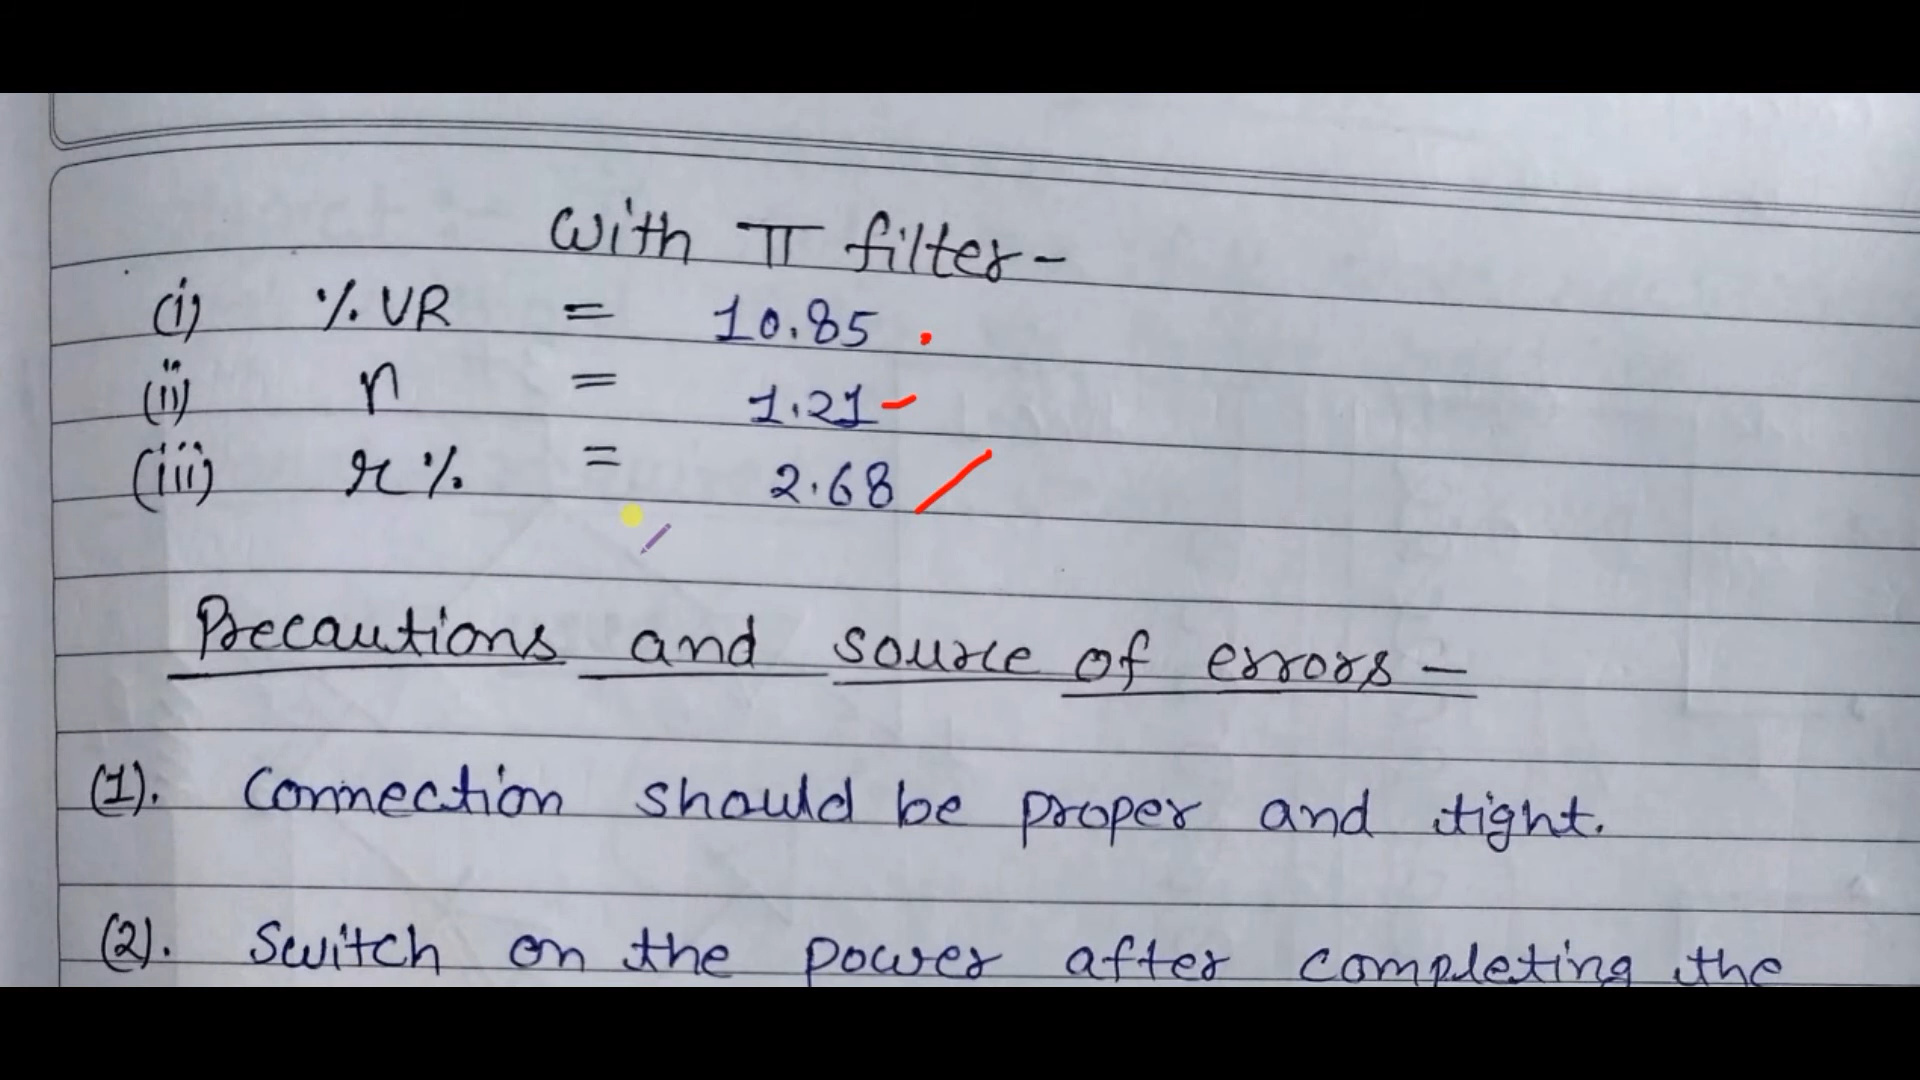 with π filter-
(i) % VR = 10.85
(ii) n = 1.21
(iii) r % = 2.68
Precautions and source of errors -
(1). Connection should be proper and tight.
(2). Switch on the power after completing the